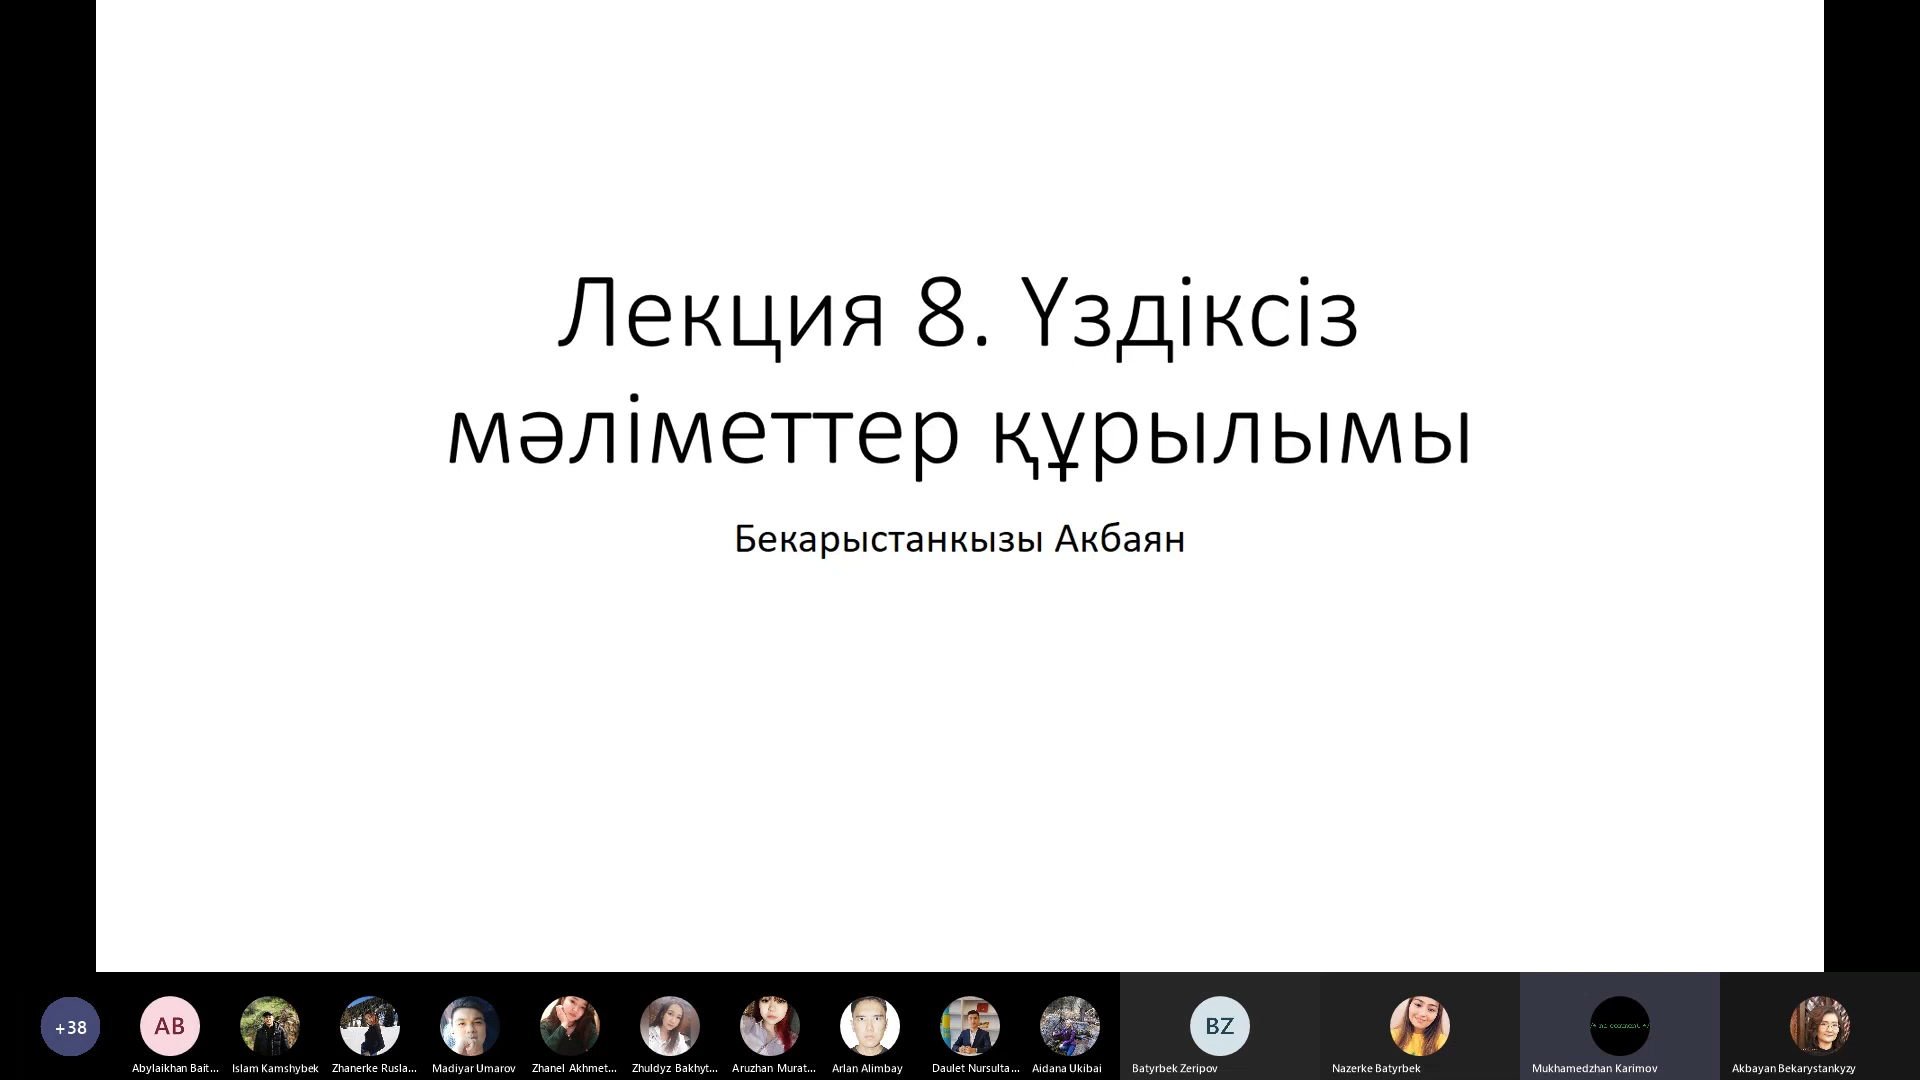 Лекция 8. Үздіксіз
мәліметтер құрылымы
Бекарыстанкызы Акбаян
+38
AB
BZ
/* no comment */
Abylaikhan Bait...
Islam Kamshybek
Zhanerke Rusla...
Madiyar Umarov
Zhanel Akhmet...
Zhuldyz Bakhyt...
Aruzhan Murat...
Arlan Alimbay
Daulet Nursulta...
Aidana Ukibai
Batyrbek Zeripov
Nazerke Batyrbek
Mukhamedzhan Karimov
Akbayan Bekarystankyzy